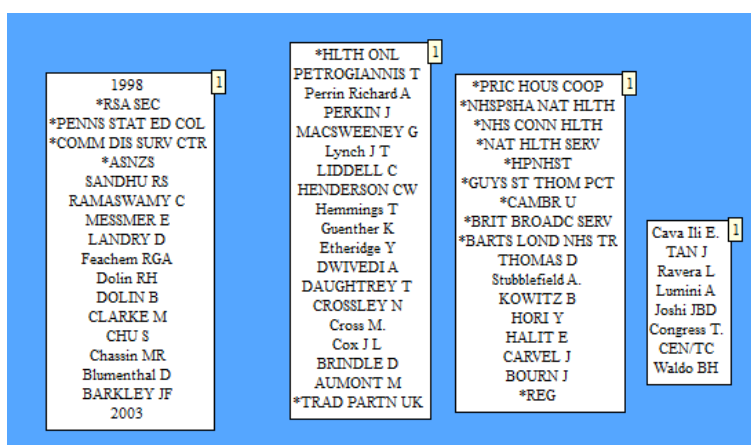 1
1998
*RSA SEC
*PENNS STAT ED COL
*COMM DIS SURV CTR
*ASNZS
SANDHU RS
RAMASWAMY C
MESSMER E
LANDRY D
Feachem RGA
Dolin RH
DOLIN B
CLARKE M
CHU S
Chassin MR
Blumenthal D
BARKLEY JF
2003
1
*HLTH ONL
PETROGIANNIS T
Perrin Richard A
PERKIN J
MACSWEENEY G
Lynch J T
LIDDELL C
HENDERSON CW
Hemmings T
Guenther K
Etheridge Y
DWIVEDI A
DAUGHTREY T
CROSSLEY N
Cross M.
Cox J L
BRINDLE D
AUMONT M
*TRAD PARTN UK
1
*PRIC HOUS COOP
*NHSPSHA NAT HLTH
*NHS CONN HLTH
*NAT HLTH SERV
*HPNHST
*GUYS ST THOM PCT
*CAMBR U
*BRIT BROADC SERV
*BARTS LOND NHS TR
THOMAS D
Stubblefield A.
KOWITZ B
HORI Y
HALIT E
CARVEL J
BOURN J
*REG
1
Cava Ili E.
TAN J
Ravera L
Lumini A
Joshi JBD
Congress T.
CEN/TC
Waldo BH